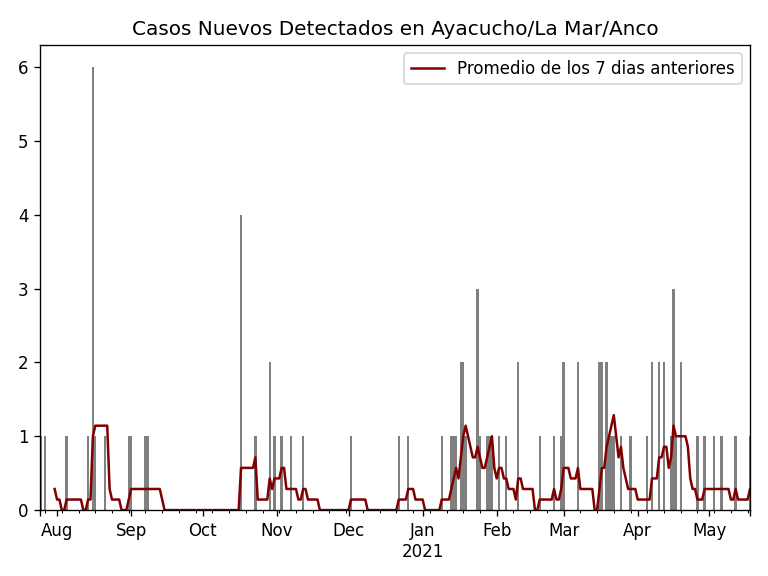 Casos Nuevos Detectados en Ayacucho/La Mar/Anco
Promedio de los 7 dias anteriores
6
5
4
3
2
1
0
Aug Sep Oct Nov Dec Jan Feb Mar Apr May
2021